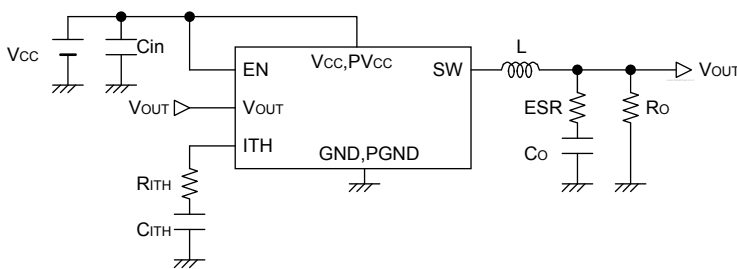 VCC
Cin
EN
VCC,PVCC
SW
L
VOUT
VOUT
VOUT
ESR
RO
ITH
GND,PGND
CO
RITH
CITH